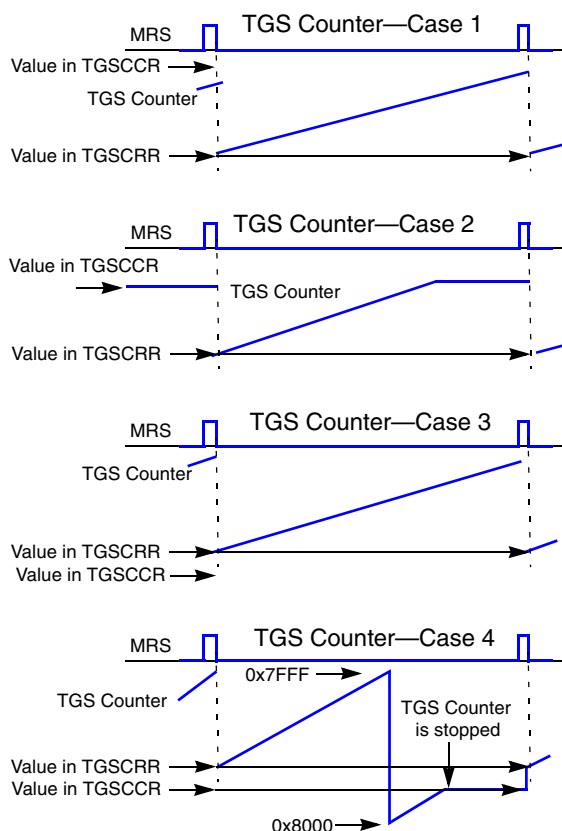 TGS Counter—Case 1
MRS
Value in TGSCCR
TGS Counter
Value in TGSCRR
TGS Counter—Case 2
MRS
Value in TGSCCR
TGS Counter
Value in TGSCRR
TGS Counter—Case 3
MRS
TGS Counter
Value in TGSCRR
Value in TGSCCR
TGS Counter—Case 4
MRS
0x7FFF
TGS Counter
TGS Counter
is stopped
Value in TGSCRR
Value in TGSCCR
0x8000